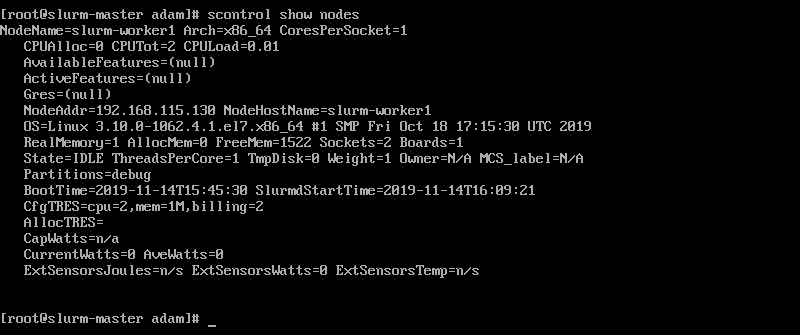 [root@slurm-master adam]# scontrol show nodes
NodeName=slurm-worker1 Arch=x86_64 CoresPerSocket=1
   CPUAlloc=0 CPUTot=2 CPULoad=0.01
   AvailableFeatures=(null)
   ActiveFeatures=(null)
   Gres=(null)
   NodeAddr=192.168.115.130 NodeHostName=slurm-worker1
   OS=Linux 3.10.0-1062.4.1.el7.x86_64 #1 SMP Fri Oct 18 17:15:30 UTC 2019
   RealMemory=1 AllocMem=0 FreeMem=1522 Sockets=2 Boards=1
   State=IDLE ThreadsPerCore=1 TmpDisk=0 Weight=1 Owner=N/A MCS_label=N/A
   Partitions=debug
   BootTime=2019-11-14T15:45:30 SlurmdStartTime=2019-11-14T16:09:21
   CfgTRES=cpu=2,mem=1M,billing=2
   AllocTRES=
   CapWatts=n/a
   CurrentWatts=0 AveWatts=0
   ExtSensorsJoules=n/s ExtSensorsWatts=0 ExtSensorsTemp=n/s
[root@slurm-master adam]# _